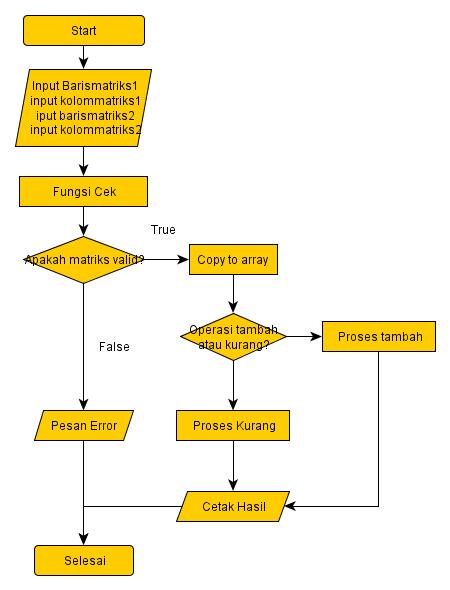 Start
Input Barismatriks1
input kolommatriks1
iput barismatriks2
input kolommatriks2
Fungsi Cek
True
Apakah matriks valid?
Copy to array
Operasi tambah
atau kurang?
Proses tambah
False
Pesan Error
Proses Kurang
Cetak Hasil
Selesai